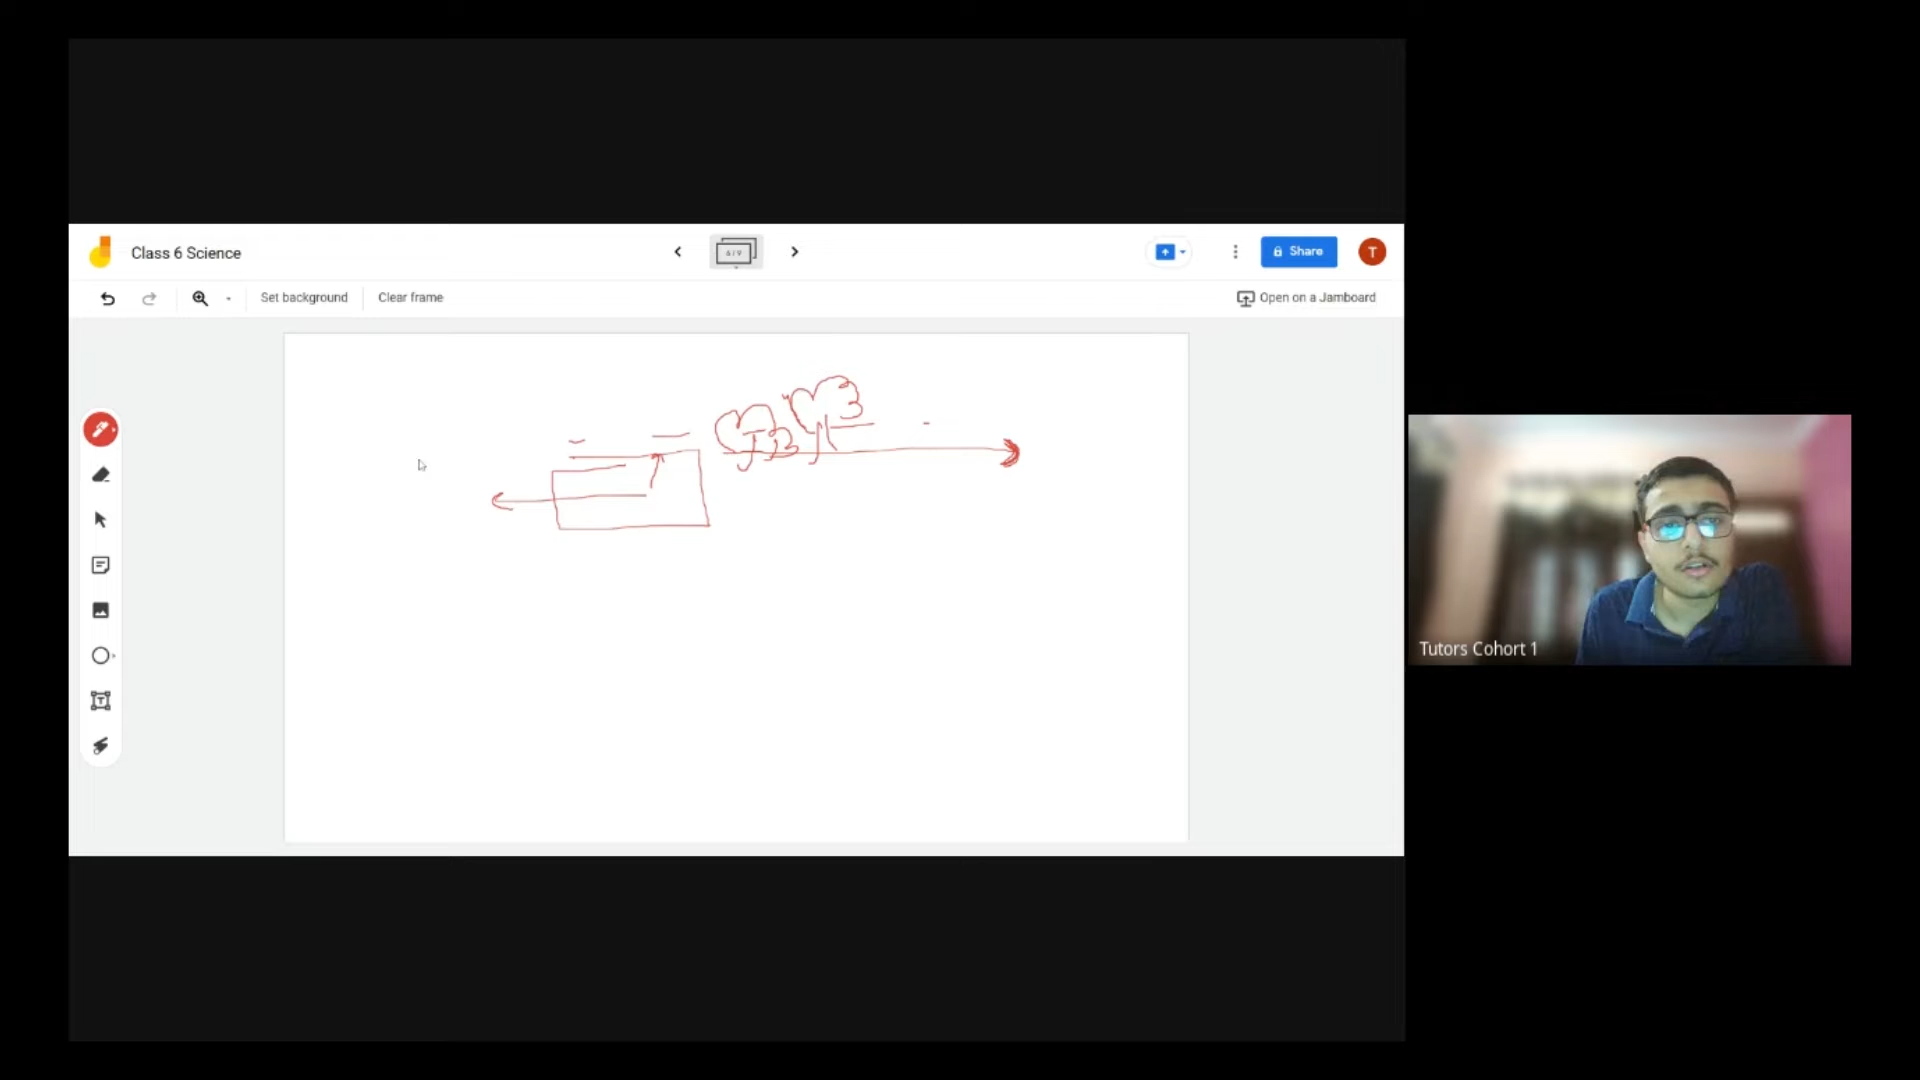 Class 6 Science
Share
T
Set background
Clear frame
Open on a Jamboard
Tutors Cohort 1